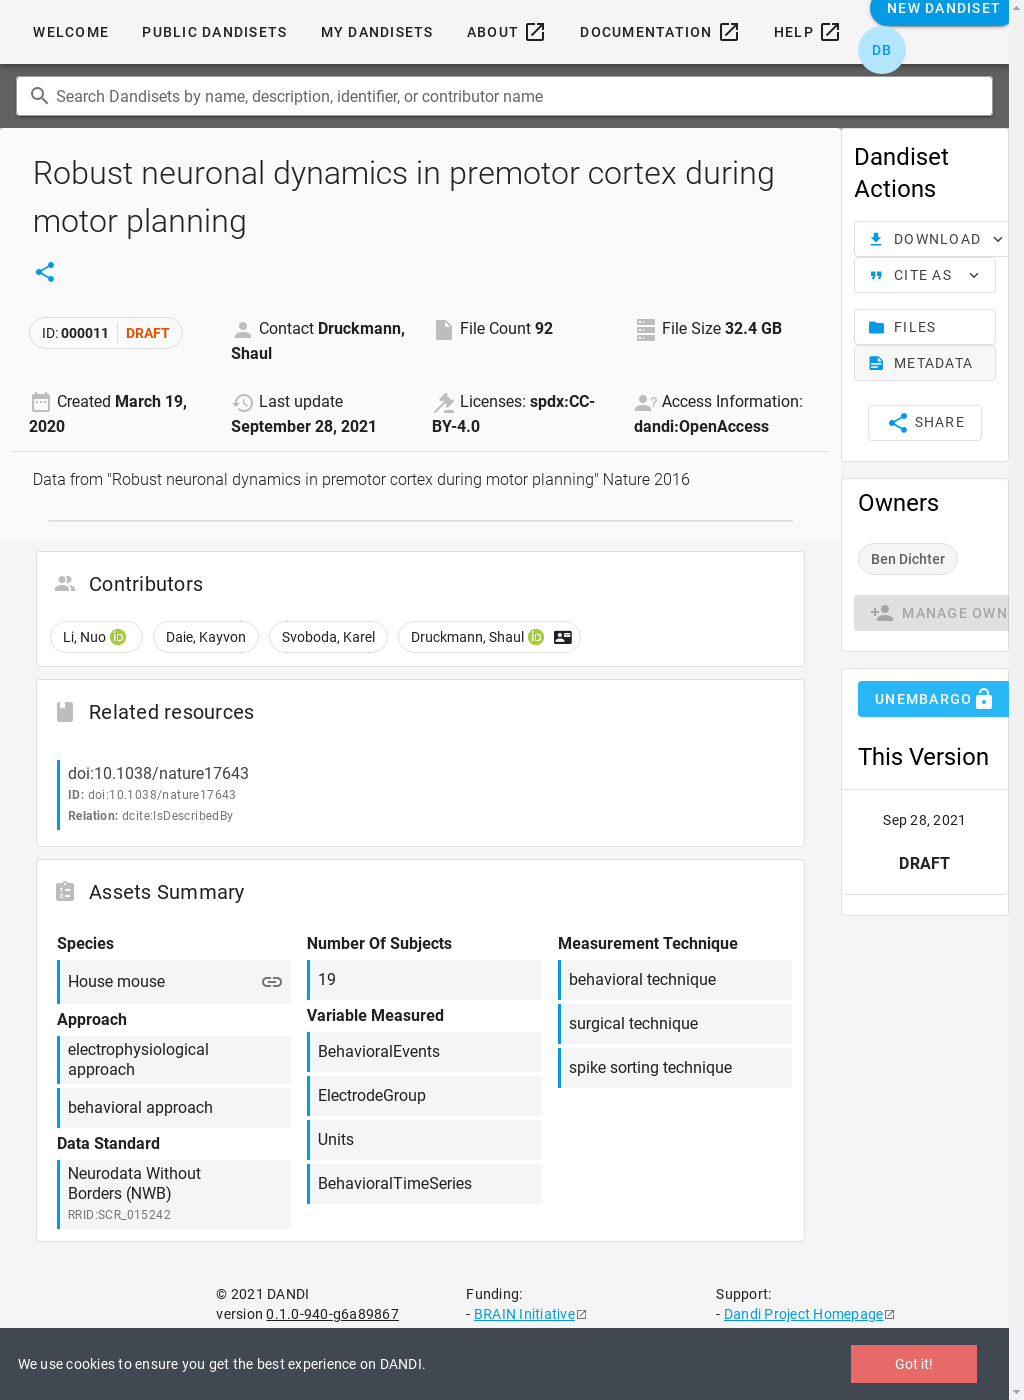 WELCOME
PUBLIC DANDISETS
MY DANDISETS
ABOUT
DOCUMENTATION
HELP
NEW DANDISET
DB
Search Dandisets by name, description, identifier, or contributor name
Robust neuronal dynamics in premotor cortex during
motor planning
ID: 000011 DRAFT
Contact Druckmann,
Shaul
File Count 92
File Size 32.4 GB
Created March 19,
2020
Last update
September 28, 2021
Licenses: spdx:CC-
BY-4.0
Access Information:
dandi:OpenAccess
Data from "Robust neuronal dynamics in premotor cortex during motor planning" Nature 2016
Contributors
Li, Nuo iD
Daie, Kayvon
Svoboda, Karel
Druckmann, Shaul iD
Related resources
doi:10.1038/nature17643
ID: doi:10.1038/nature17643
Relation: dcite:IsDescribedBy
Assets Summary
Species
House mouse
Approach
electrophysiological
approach
behavioral approach
Data Standard
Neurodata Without
Borders (NWB)
RRID:SCR_015242
Number Of Subjects
19
Variable Measured
BehavioralEvents
ElectrodeGroup
Units
BehavioralTimeSeries
Measurement Technique
behavioral technique
surgical technique
spike sorting technique
Dandiset
Actions
DOWNLOAD
CITE AS
FILES
METADATA
SHARE
Owners
Ben Dichter
MANAGE OWN
UNEMBARGO
This Version
Sep 28, 2021
DRAFT
© 2021 DANDI
version 0.1.0-940-g6a89867
Funding:
- BRAIN Initiative
Support:
- Dandi Project Homepage
We use cookies to ensure you get the best experience on DANDI.
Got it!